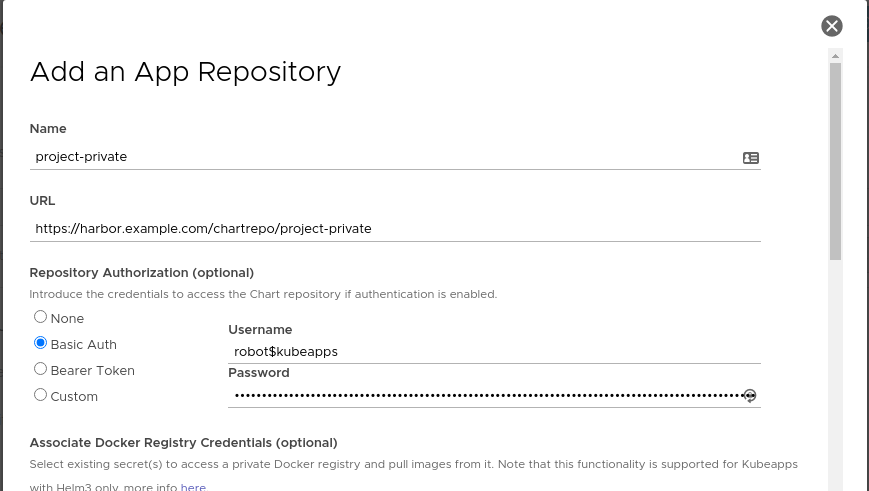 Add an App Repository
Name
project-private
URL
https://harbor.example.com/chartrepo/project-private
Repository Authorization (optional)
Introduce the credentials to access the Chart repository if authentication is enabled.
None
Basic Auth
Bearer Token
Custom
Username
robot$kubeapps
Password
Associate Docker Registry Credentials (optional)
Select existing secret(s) to access a private Docker registry and pull images from it. Note that this functionality is supported for Kubeapps
with Helm3 only, more info here.